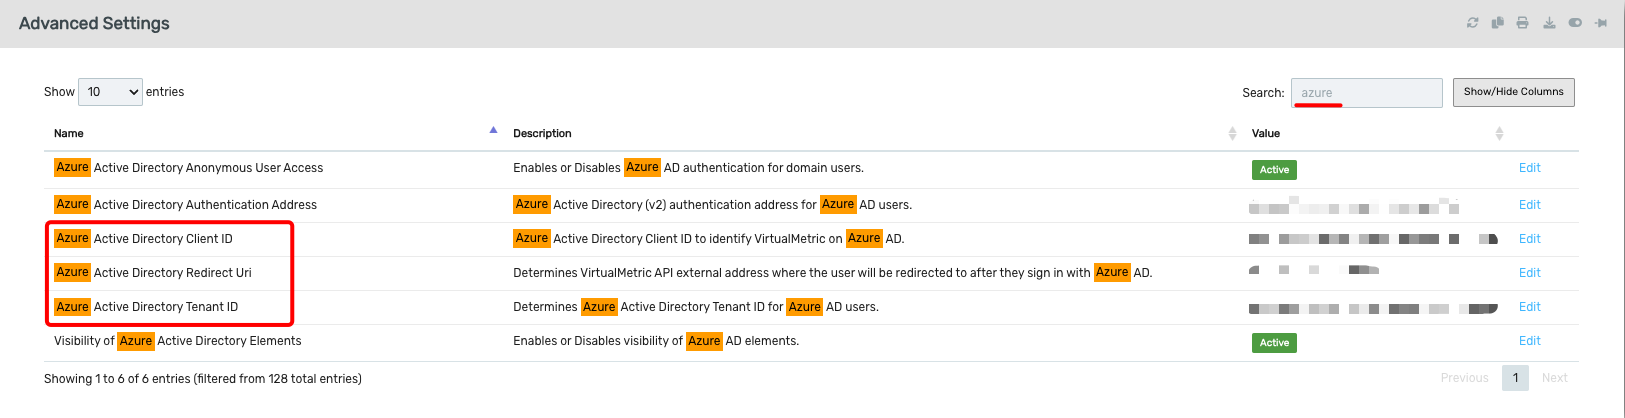 Advanced Settings
Show 10 entries Search: azure Show/Hide Columns
Name Description Value
Azure Active Directory Anonymous User Access Enables or Disables Azure AD authentication for domain users. Active Edit
Azure Active Directory Authentication Address Azure Active Directory (v2) authentication address for Azure AD users. Edit
Azure Active Directory Client ID Azure Active Directory Client ID to identify VirtualMetric on Azure AD. Edit
Azure Active Directory Redirect Uri Determines VirtualMetric API external address where the user will be redirected to after they sign in with Azure AD. Edit
Azure Active Directory Tenant ID Determines Azure Active Directory Tenant ID for Azure AD users. Edit
Visibility of Azure Active Directory Elements Enables or Disables visibility of Azure AD elements. Active Edit
Showing 1 to 6 of 6 entries (filtered from 128 total entries) Previous 1 Next